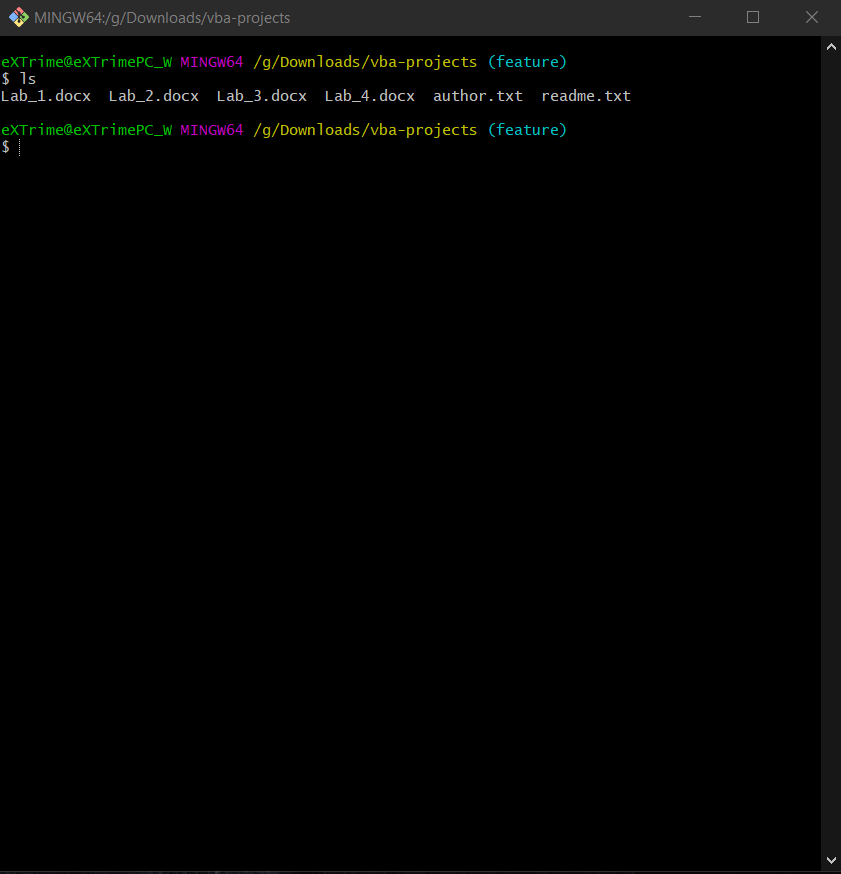 MINGW64:/g/Downloads/vba-projects
eXTrime@eXTrimePC_W MINGW64 /g/Downloads/vba-projects (feature)
$ ls
Lab_1.docx  Lab_2.docx  Lab_3.docx  Lab_4.docx  author.txt  readme.txt
eXTrime@eXTrimePC_W MINGW64 /g/Downloads/vba-projects (feature)
$